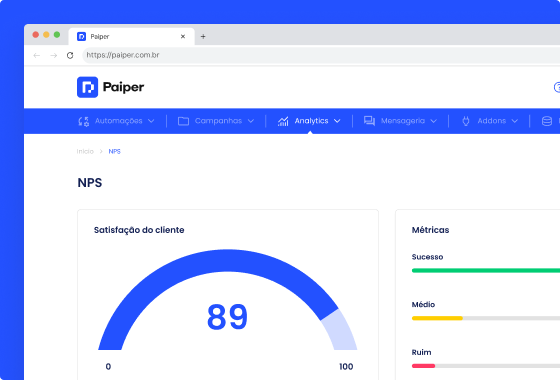 Paiper
https://paiper.com.br
Paiper
Automações Campanhas Analytics Mensageria Addons
Início > NPS
NPS
Satisfação do cliente
89
0 100
Métricas
Sucesso
Médio
Ruim